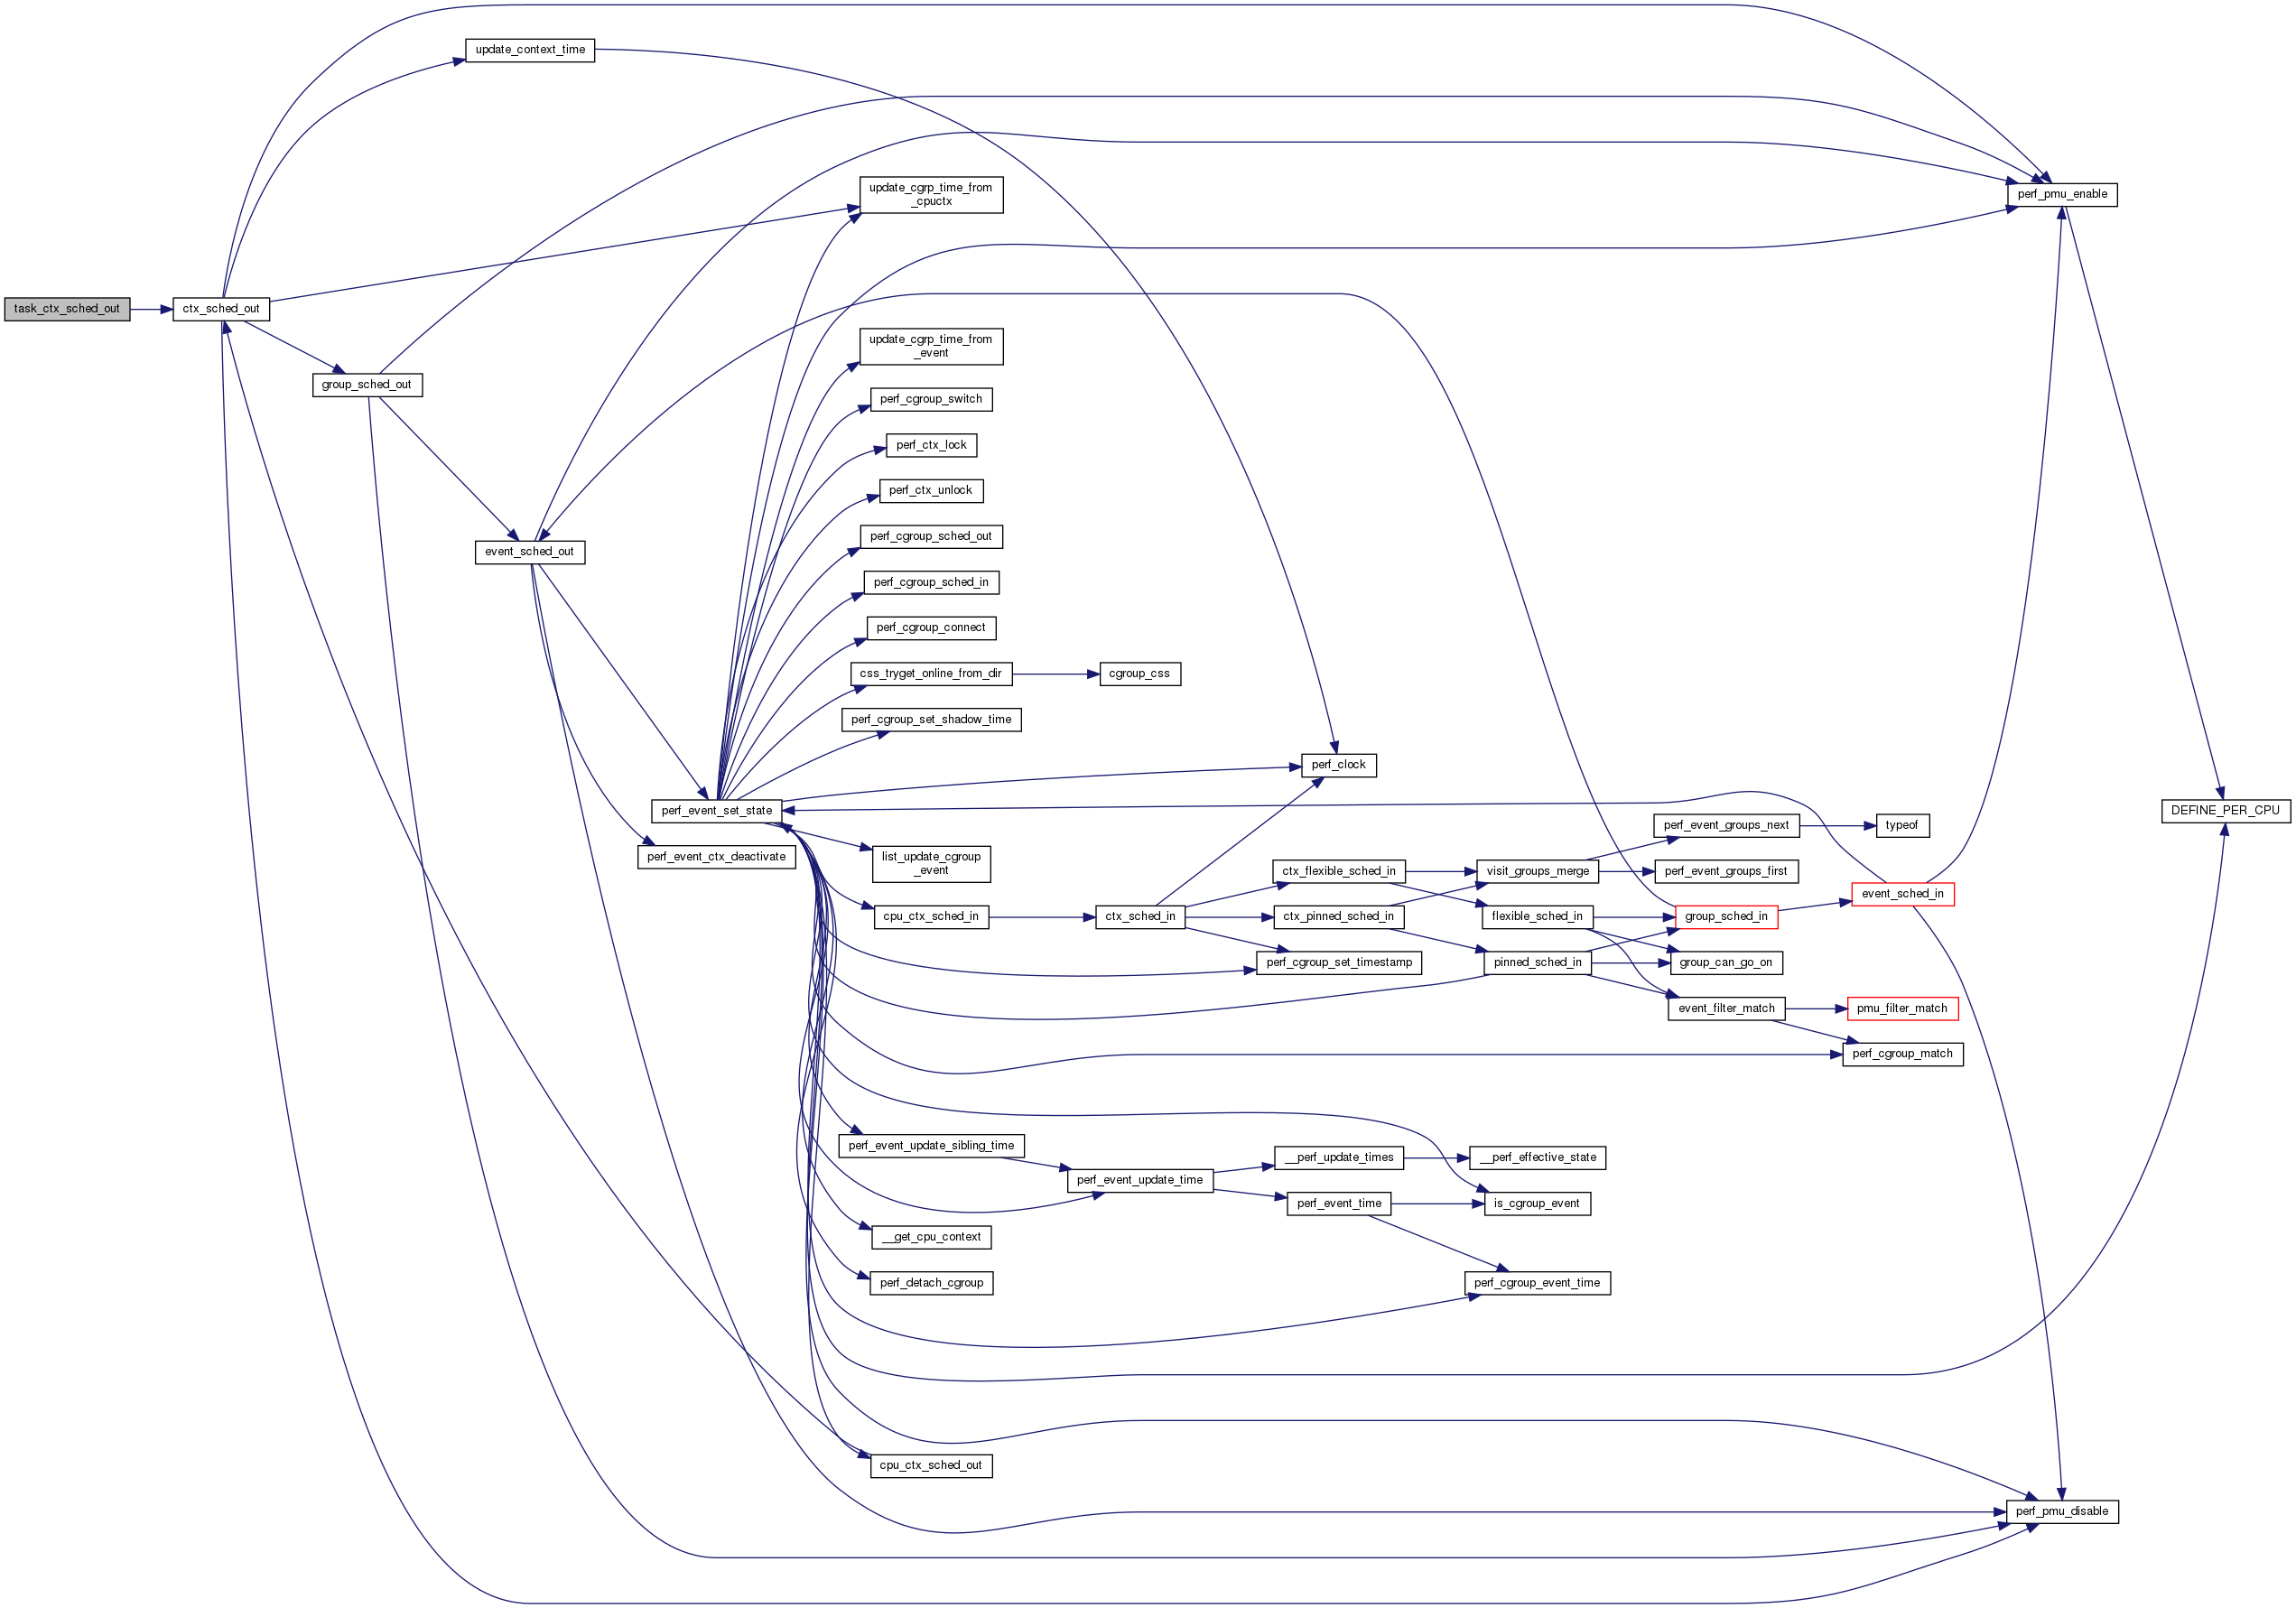 update_context_time
update_cgrp_time_from
_cpuctx
perf_pmu_enable
task_ctx_sched_out
ctx_sched_out
update_cgrp_time_from
_event
group_sched_out
perf_cgroup_switch
perf_ctx_lock
perf_ctx_unlock
perf_cgroup_sched_out
event_sched_out
perf_cgroup_sched_in
perf_cgroup_connect
css_tryget_online_from_dir
cgroup_css
perf_cgroup_set_shadow_time
perf_clock
perf_event_set_state
DEFINE_PER_CPU
perf_event_groups_next
typeof
perf_event_ctx_deactivate
list_update_cgroup
_event
ctx_flexible_sched_in
visit_groups_merge
perf_event_groups_first
event_sched_in
cpu_ctx_sched_in
ctx_sched_in
ctx_pinned_sched_in
flexible_sched_in
group_sched_in
perf_cgroup_set_timestamp
pinned_sched_in
group_can_go_on
event_filter_match
pmu_filter_match
perf_cgroup_match
perf_event_update_sibling_time
__perf_update_times
__perf_effective_state
perf_event_update_time
perf_event_time
is_cgroup_event
__get_cpu_context
perf_detach_cgroup
perf_cgroup_event_time
cpu_ctx_sched_out
perf_pmu_disable